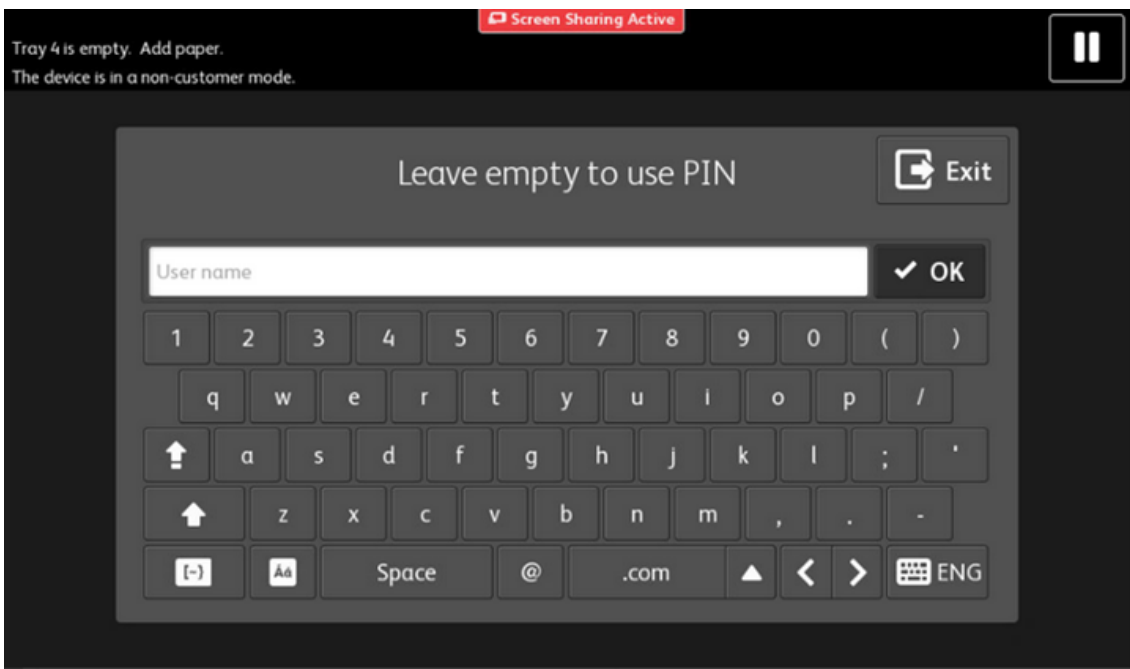 Screen Sharing Active
Tray 4 is empty. Add paper.
The device is in a non-customer mode.
Leave empty to use PIN
Exit
User name
OK
1 2 3 4 5 6 7 8 9 0 ( )
q w e r t y u i o p /
a s d f g h j k l ; '
z x c v b n m , . -
[~] Áá Space @ .com ENG